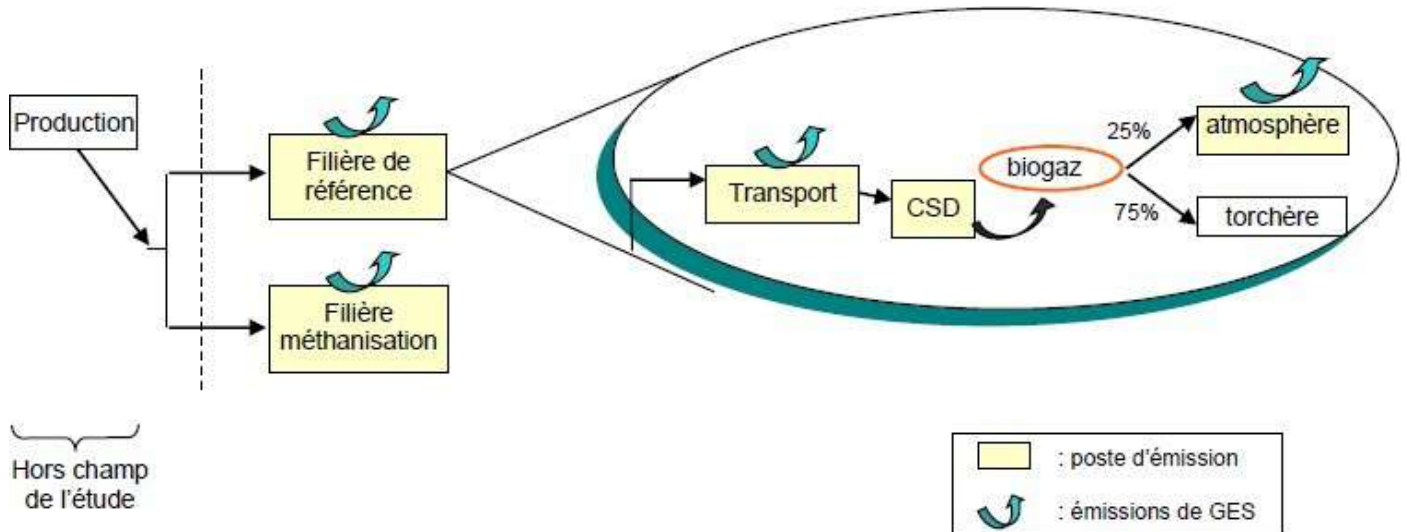 Production
Filière de
référence
Filière
méthanisation
Hors champ
de l'étude
Transport
CSD
biogaz
25%
75%
atmosphère
torchère
: poste d'émission
: émissions de GES